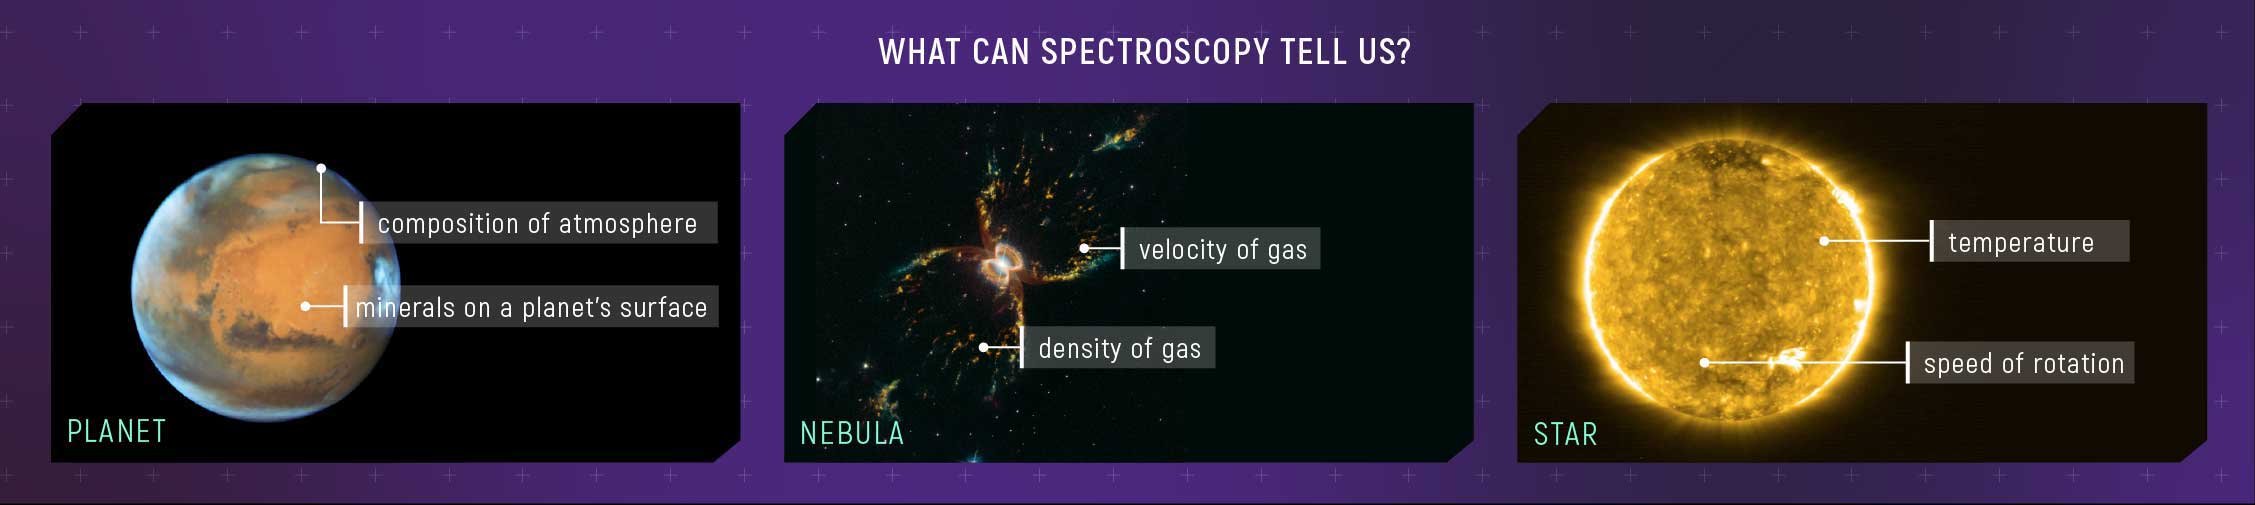 WHAT CAN SPECTROSCOPY TELL US?
composition of atmosphere
minerals on a planet's surface
PLANET
velocity of gas
density of gas
NEBULA
temperature
speed of rotation
STAR